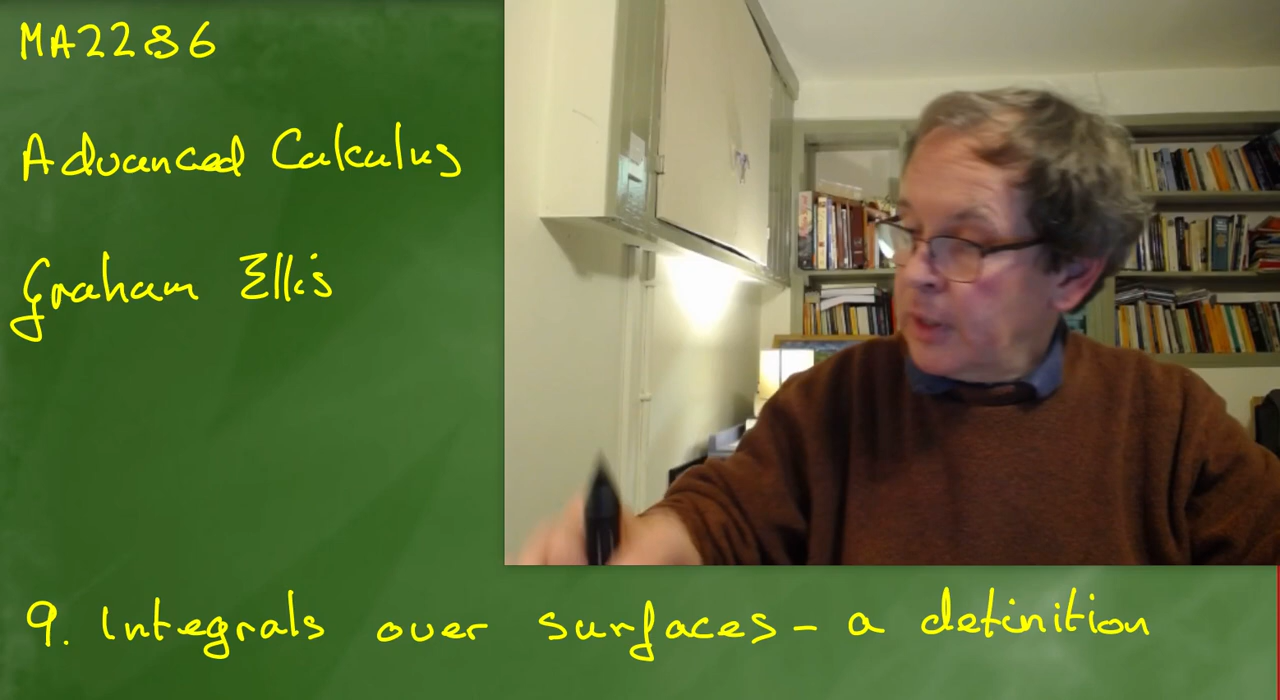 MA2286
Advanced Calculus
Graham Ellis
9. Integrals over surfaces - a definition